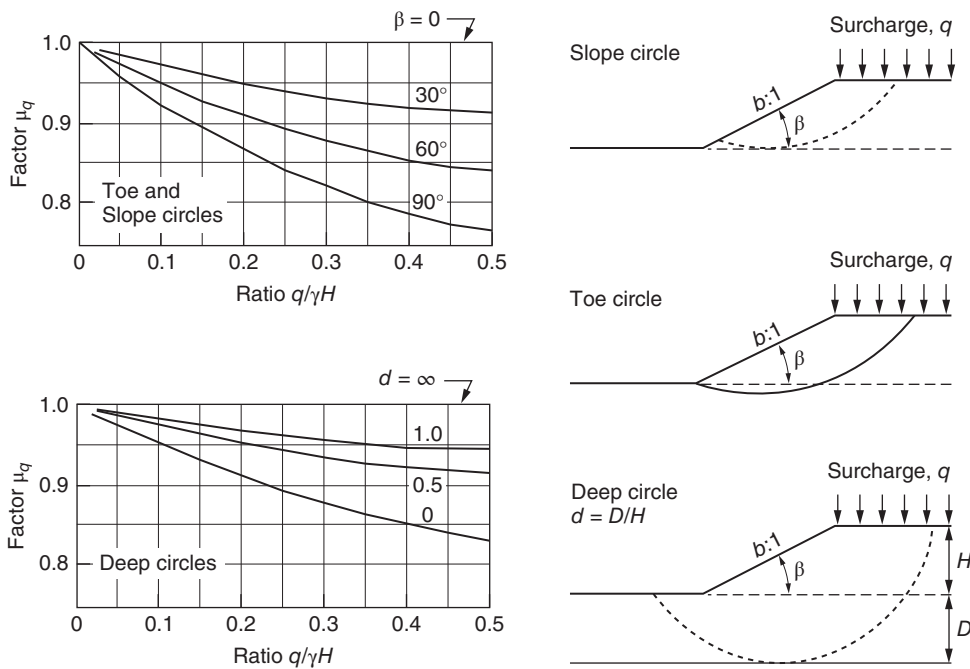 β = 0
1.0
0.9
0.8
Factor μq
30°
60°
90°
Toe and
Slope circles
0
0.1
0.2
0.3
0.4
0.5
Ratio q/γH
d = ∞
1.0
0.9
0.8
Factor μq
1.0
0.5
0
Deep circles
0
0.1
0.2
0.3
0.4
0.5
Ratio q/γH
Slope circle
Surcharge, q
b:1
β
Toe circle
Surcharge, q
b:1
β
Deep circle
d = D/H
Surcharge, q
b:1
β
H
D